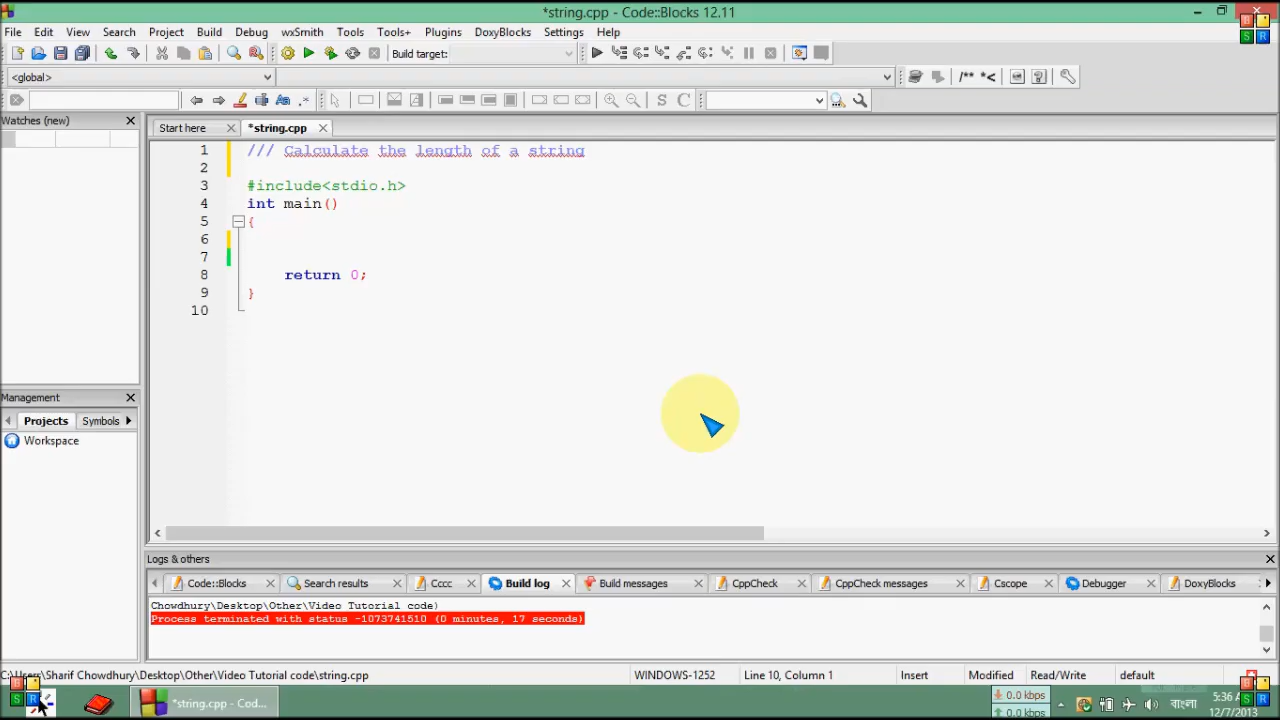 *string.cpp - Code::Blocks 12.11
File Edit View Search Project Build Debug wxSmith Tools Tools+ Plugins DoxyBlocks Settings Help
Build target:
<global>
/** *<
Watches (new)
Start here
*string.cpp
1 /// Calculate the length of a string
2
3 #include<stdio.h>
4 int main()
5 {
6
7
8 return 0;
9 }
10
Management
Projects Symbols
Workspace
Logs & others
Code::Blocks Search results Cccc Build log Build messages CppCheck CppCheck messages Cscope Debugger DoxyBlocks
Chowdhury\Desktop\Other\Video Tutorial code)
Process terminated with status -1073741510 (0 minutes, 17 seconds)
C:\Users\Sharif Chowdhury\Desktop\Other\Video Tutorial code\string.cpp WINDOWS-1252 Line 10, Column 1 Insert Modified Read/Write default
*string.cpp - Cod...
0.0 kbps
0.0 kbps
বাংলা
5:36 AM
12/7/2013